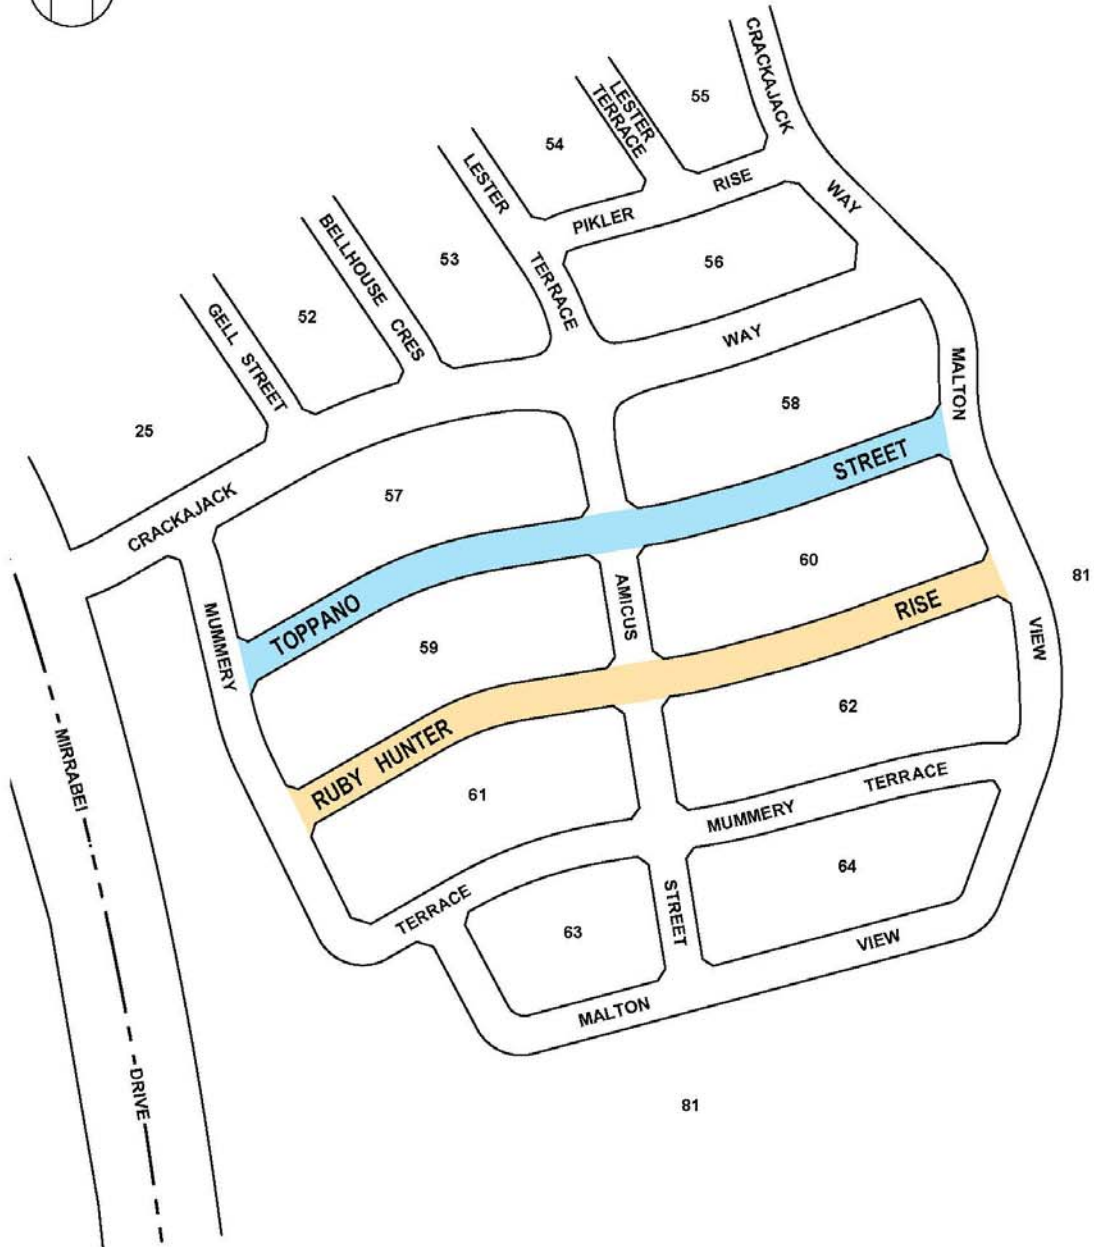 CRACKAJACK
55
LESTER
TERRACE
54
RISE
LESTER
WAY
PIKLER
BELLHOUSE CRES
53
TERRACE
56
GELL STREET
52
WAY
MALTON
58
25
STREET
57
CRACKAJACK
60
81
AMICUS
TOPPANO
RISE
MUMMERY
59
VIEW
62
MIRRABEI
RUBY HUNTER
61
TERRACE
MUMMERY
64
TERRACE
STREET
63
VIEW
MALTON
DRIVE
81